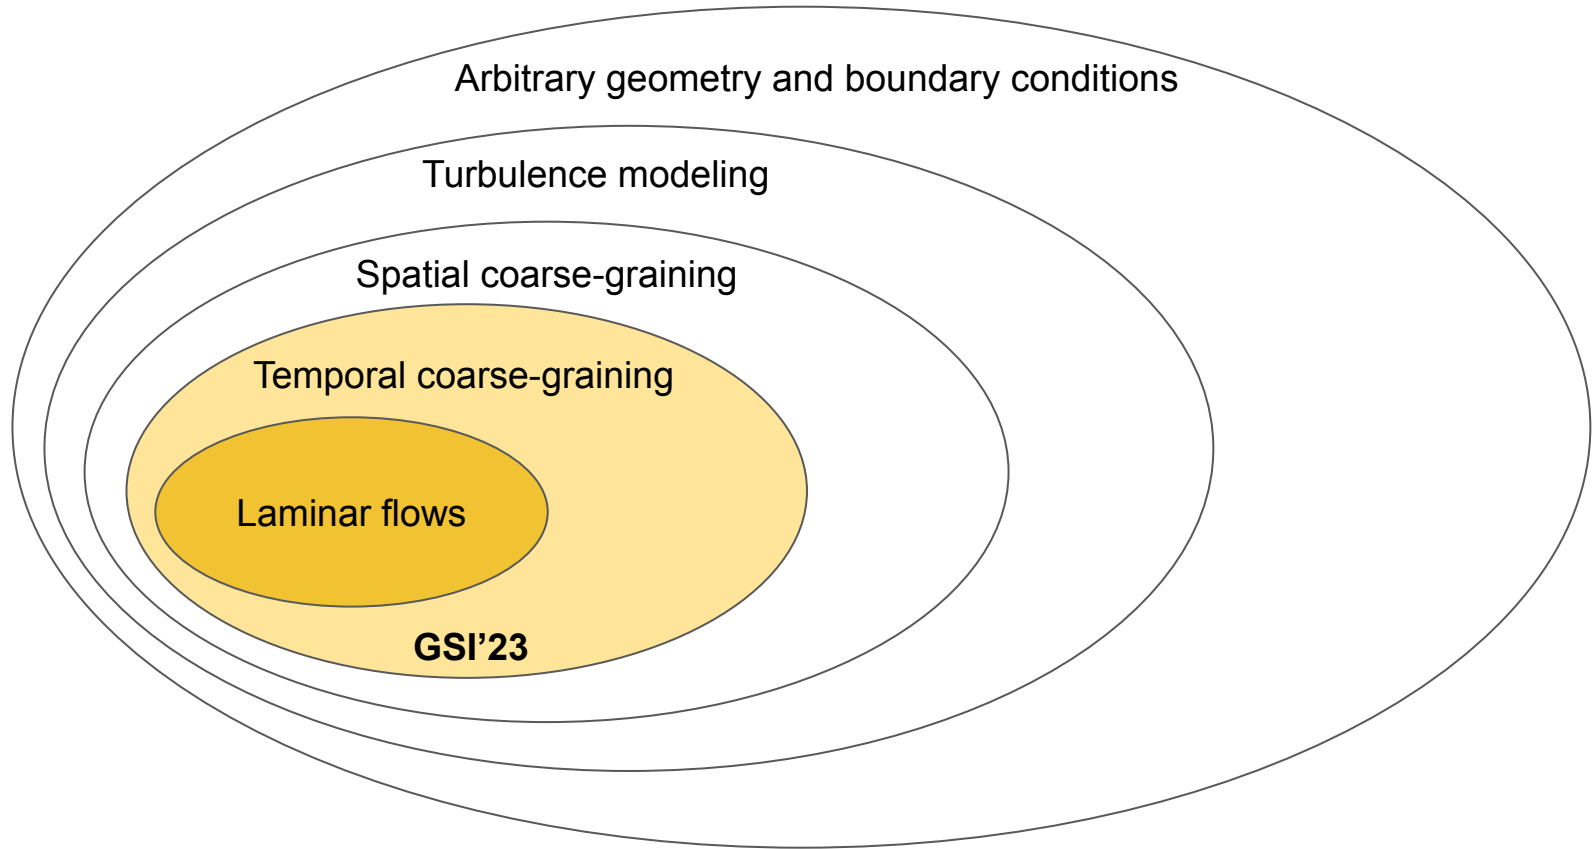 Arbitrary geometry and boundary conditions
Turbulence modeling
Spatial coarse-graining
Temporal coarse-graining
Laminar flows
GSI’23